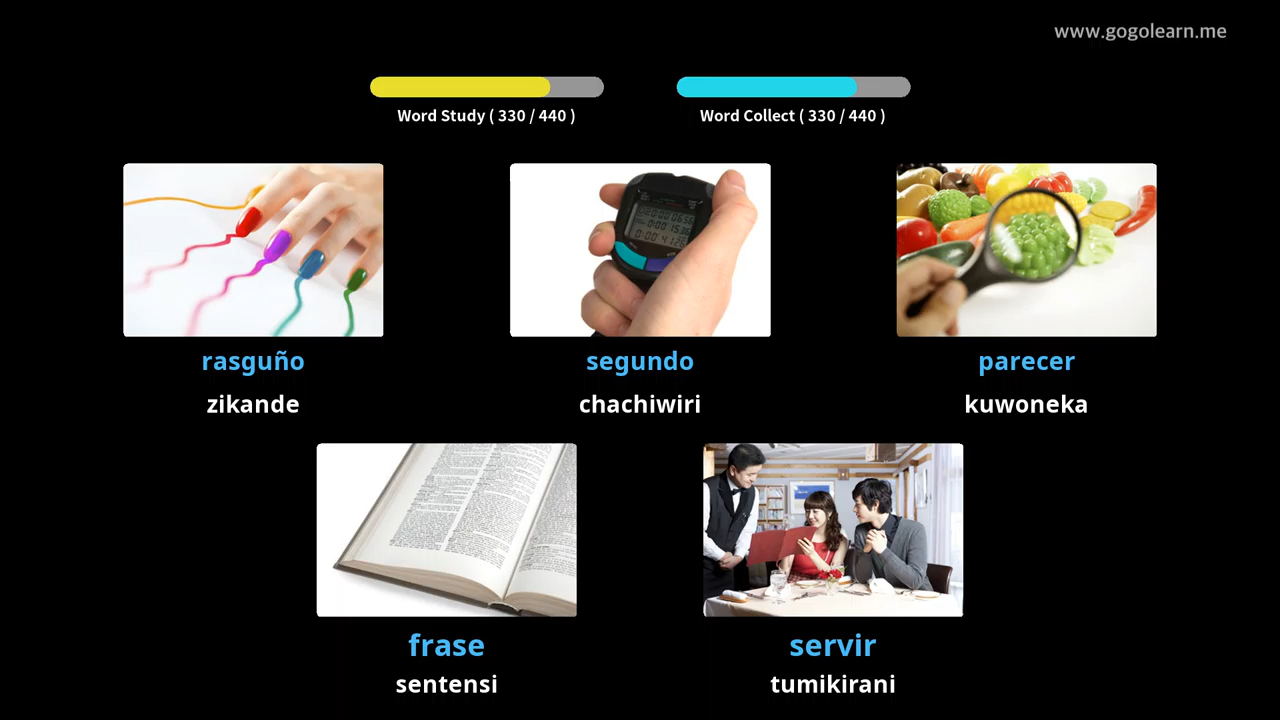 www.gogolearn.me
Word Study ( 330 / 440 )
Word Collect ( 330 / 440 )
rasguño
segundo
parecer
zikande
chachiwiri
kuwoneka
frase
servir
sentensi
tumikirani